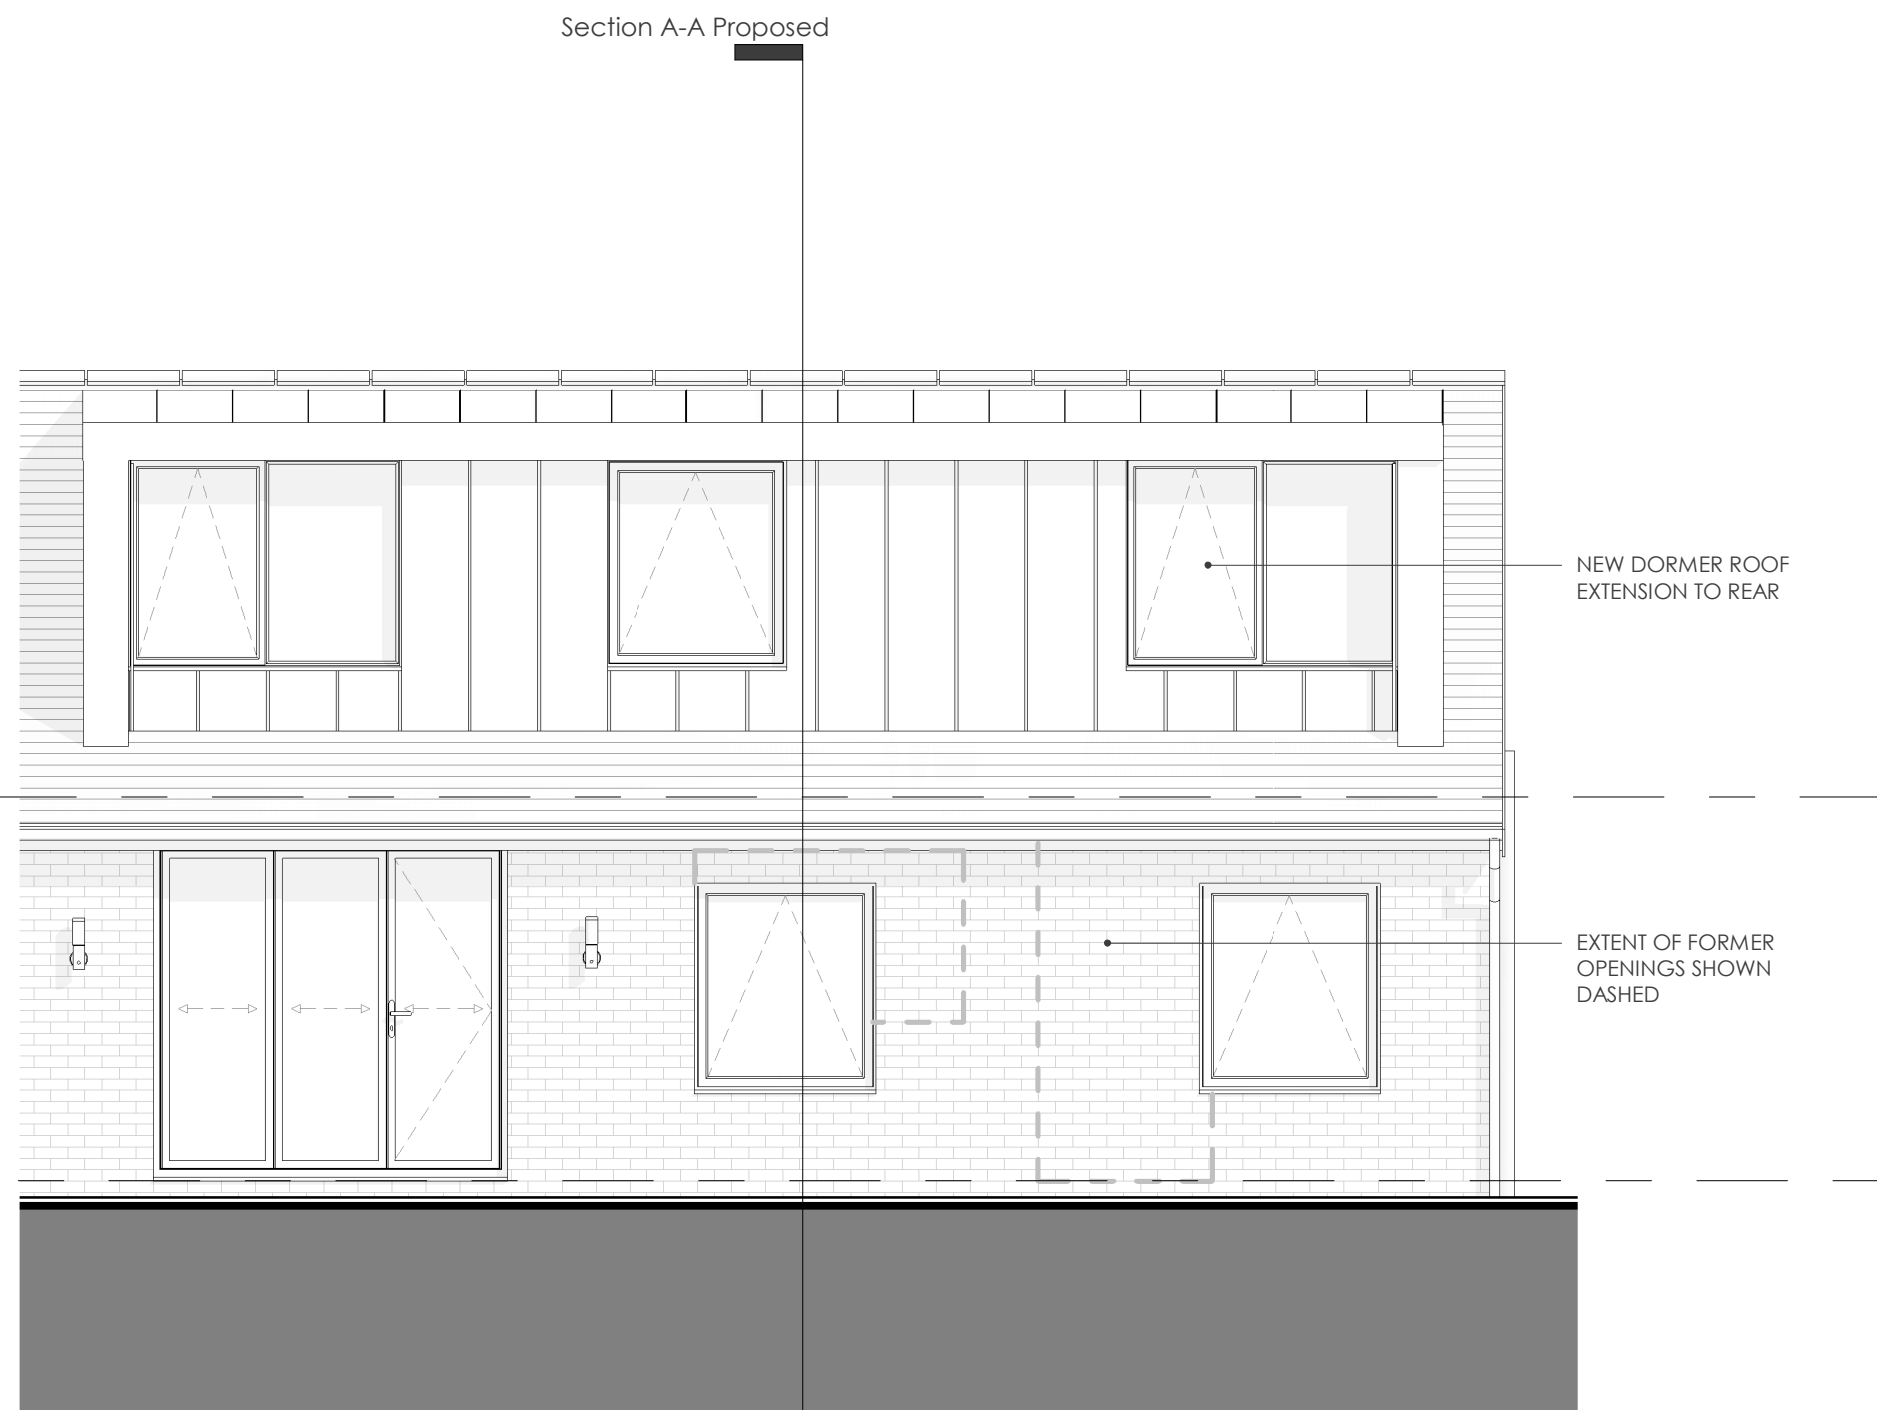 Section A-A Proposed
NEW DORMER ROOF
EXTENSION TO REAR
EXTENT OF FORMER
OPENINGS SHOWN
DASHED